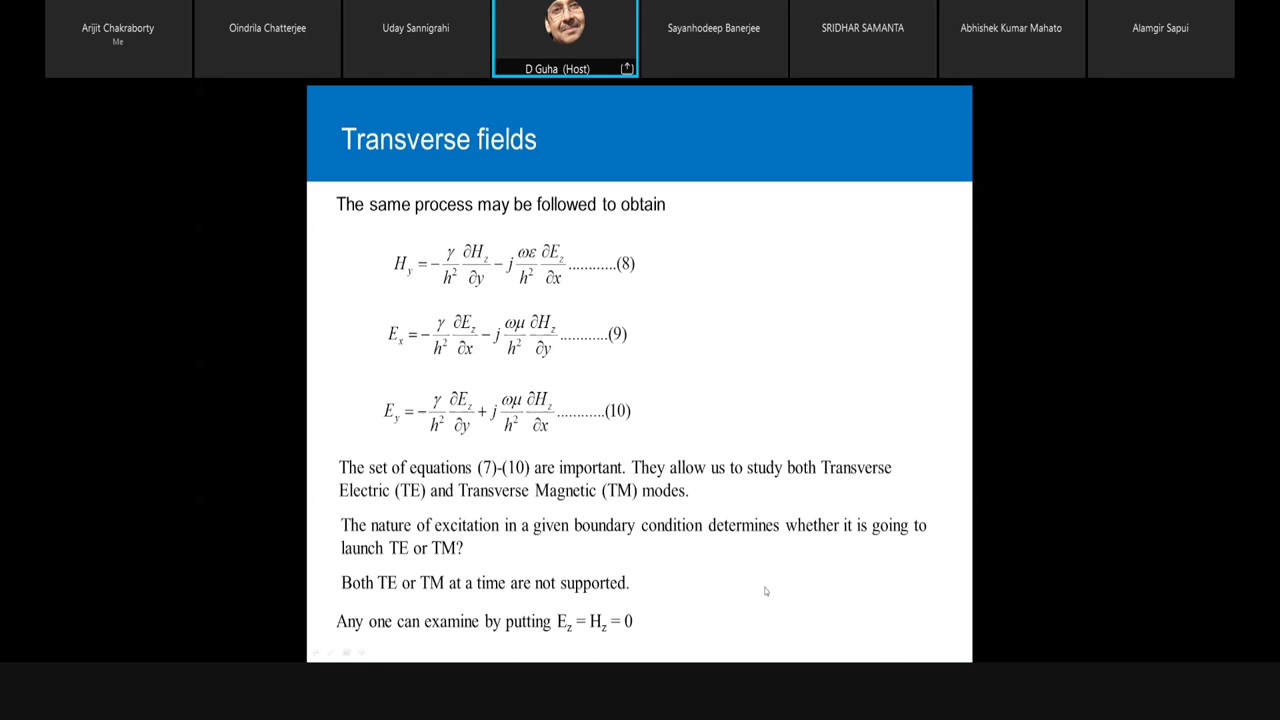 Arijit Chakraborty
Me
Oindrila Chatterjee
Uday Sannigrahi
D Guha (Host)
Sayanhodeep Banerjee
SRIDHAR SAMANTA
Abhishek Kumar Mahato
Alamgir Sapui
Transverse fields
The same process may be followed to obtain
H_y = −(γ/h²)(∂H_z/∂y) − j(ωε/h²)(∂E_z/∂x)............(8)
E_x = −(γ/h²)(∂E_z/∂x) − j(ωμ/h²)(∂H_z/∂y)............(9)
E_y = −(γ/h²)(∂E_z/∂y) + j(ωμ/h²)(∂H_z/∂x)............(10)
The set of equations (7)-(10) are important. They allow us to study both Transverse
Electric (TE) and Transverse Magnetic (TM) modes.
The nature of excitation in a given boundary condition determines whether it is going to
launch TE or TM?
Both TE or TM at a time are not supported.
Any one can examine by putting E_z = H_z = 0